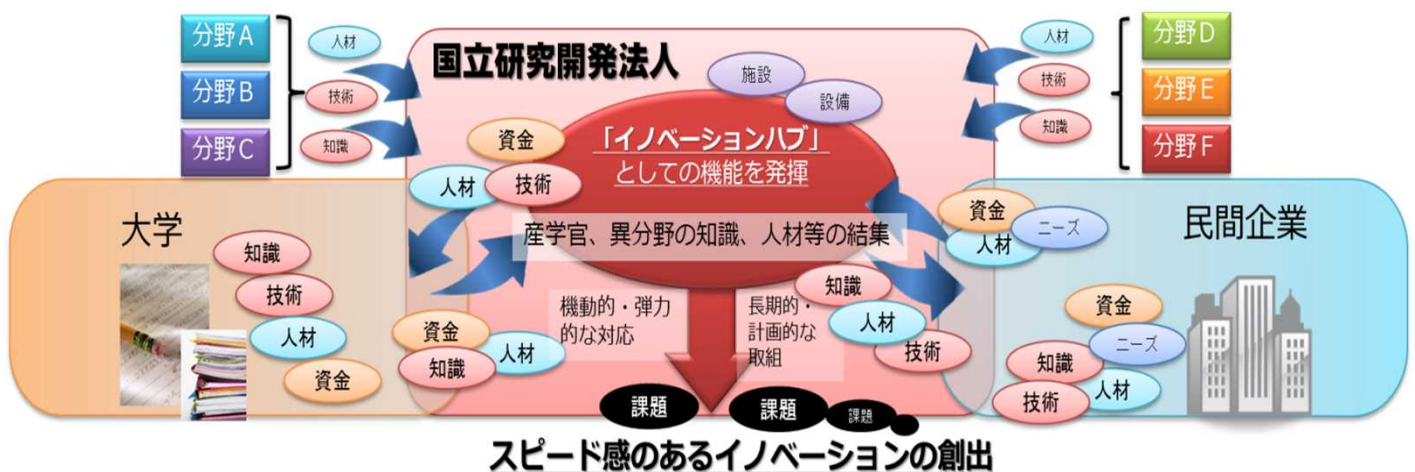 分野A
分野B
分野C
人材
技術
知識
国立研究開発法人
施設
設備
人材
技術
知識
分野D
分野E
分野F
「イノベーションハブ」
としての機能を発揮
資金
人材
技術
産学官、異分野の知識、人材等の結集
大学
知識
技術
人材
資金
資金
知識
人材
機動的・弾力
的な対応
長期的・
計画的な
取組
知識
人材
技術
資金
ニーズ
人材
民間企業
資金
ニーズ
知識
人材
技術
課題
課題
課題
スピード感のあるイノベーションの創出